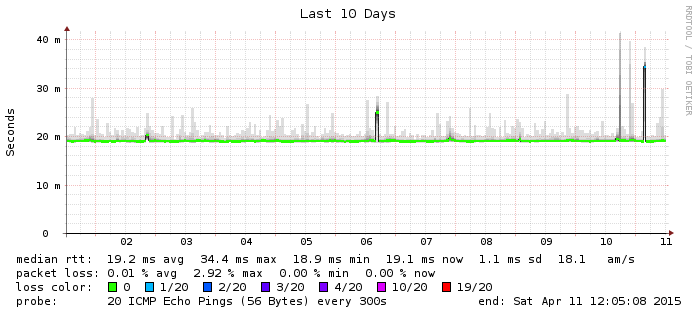 Last 10 Days
RRDTOOL / TOBI OETIKER
Seconds
40 m
30 m
20 m
10 m
0
02 03 04 05 06 07 08 09 10 11
median rtt: 19.2 ms avg 34.4 ms max 18.9 ms min 19.1 ms now 1.1 ms sd 18.1 am/s
packet loss: 0.01 % avg 2.92 % max 0.00 % min 0.00 % now
loss color: 0 1/20 2/20 3/20 4/20 10/20 19/20
probe: 20 ICMP Echo Pings (56 Bytes) every 300s end: Sat Apr 11 12:05:08 2015